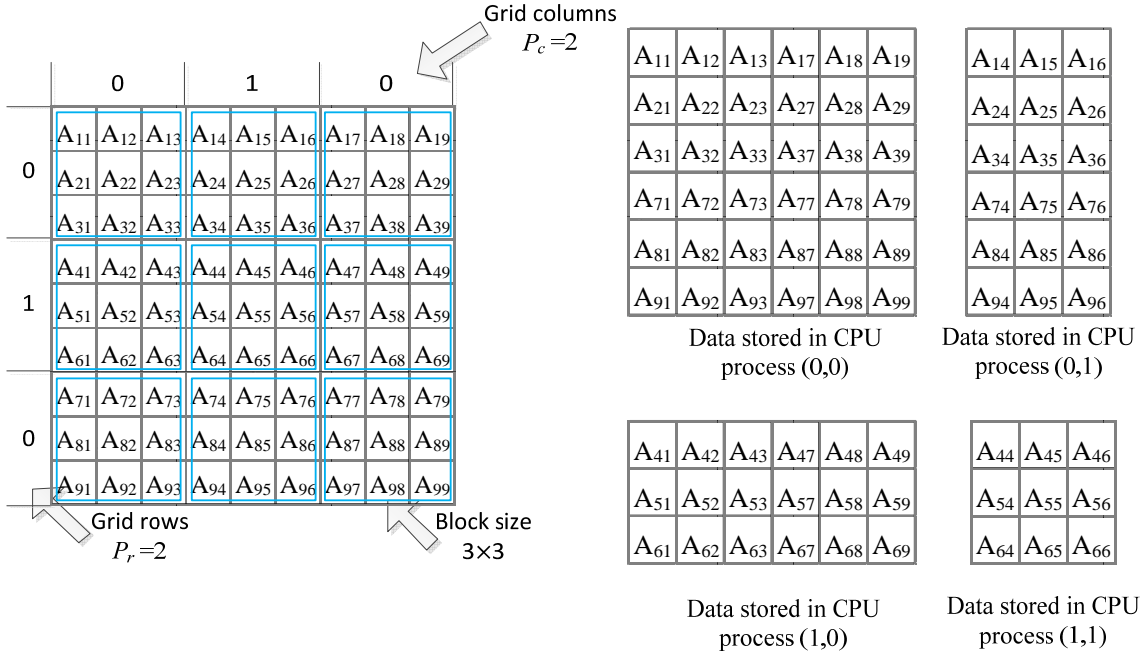 Grid columns
P_c =2
0 1 0
0
A11 A12 A13 A14 A15 A16 A17 A18 A19
A21 A22 A23 A24 A25 A26 A27 A28 A29
A31 A32 A33 A34 A35 A36 A37 A38 A39
1
A41 A42 A43 A44 A45 A46 A47 A48 A49
A51 A52 A53 A54 A55 A56 A57 A58 A59
A61 A62 A63 A64 A65 A66 A67 A68 A69
0
A71 A72 A73 A74 A75 A76 A77 A78 A79
A81 A82 A83 A84 A85 A86 A87 A88 A89
A91 A92 A93 A94 A95 A96 A97 A98 A99
Grid rows
P_r =2
Block size
3×3
A11 A12 A13 A17 A18 A19
A21 A22 A23 A27 A28 A29
A31 A32 A33 A37 A38 A39
A71 A72 A73 A77 A78 A79
A81 A82 A83 A87 A88 A89
A91 A92 A93 A97 A98 A99
Data stored in CPU
process (0,0)
A14 A15 A16
A24 A25 A26
A34 A35 A36
A74 A75 A76
A84 A85 A86
A94 A95 A96
Data stored in CPU
process (0,1)
A41 A42 A43 A47 A48 A49
A51 A52 A53 A57 A58 A59
A61 A62 A63 A67 A68 A69
Data stored in CPU
process (1,0)
A44 A45 A46
A54 A55 A56
A64 A65 A66
Data stored in CPU
process (1,1)